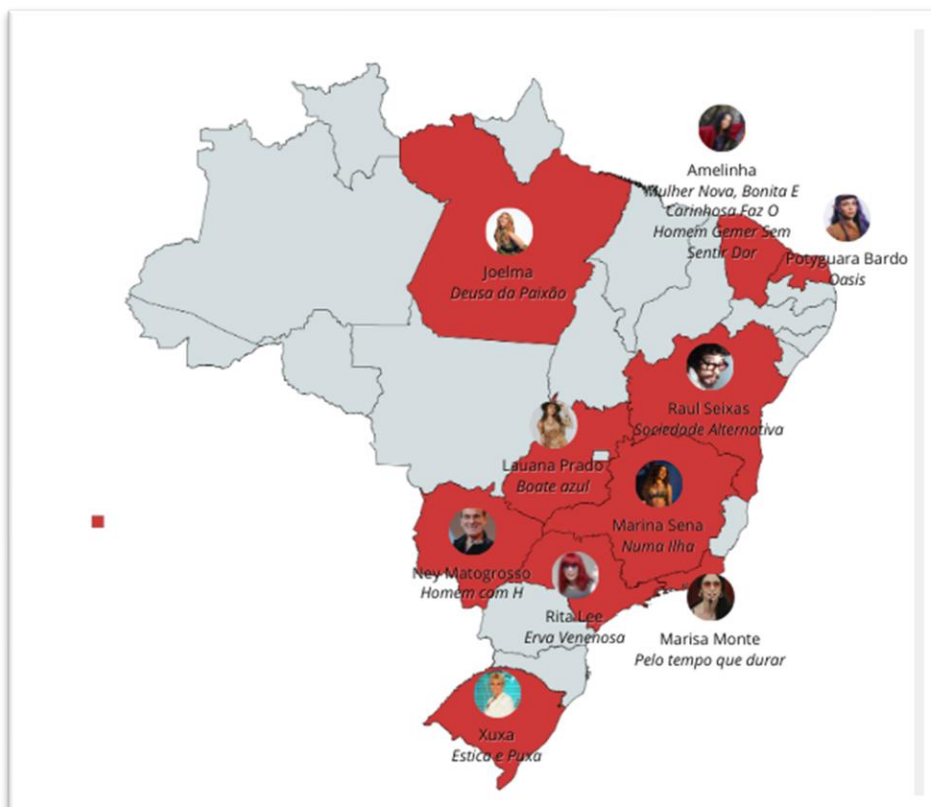 Amelinha
Mulher Nova, Bonita E
Carinhosa Faz O
Homem Gemer Sem
Sentir Dor
Potyguara Bardo
Oasis
Joelma
Deusa da Paixão
Raul Seixas
Sociedade Alternativa
Lauana Prado
Boate azul
Marina Sena
Numa Ilha
Ney Matogrosso
Homem com H
Rita Lee
Erva Venenosa
Marisa Monte
Pelo tempo que durar
Xuxa
Estica e Puxa